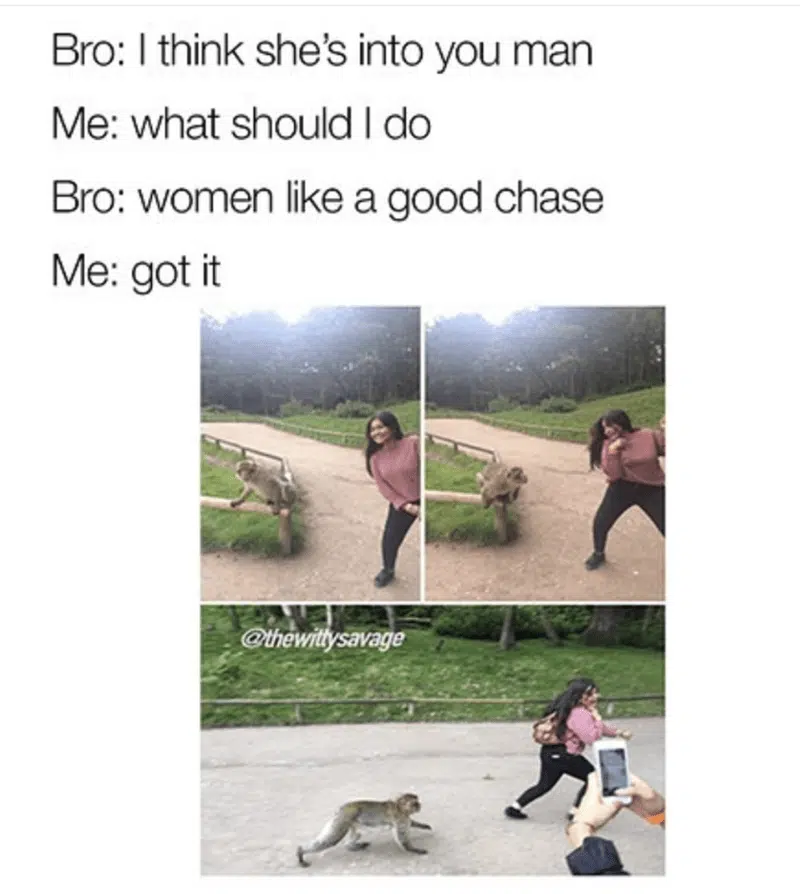 Bro: I think she's into you man
Me: what should I do
Bro: women like a good chase
Me: got it
@thewittysavage